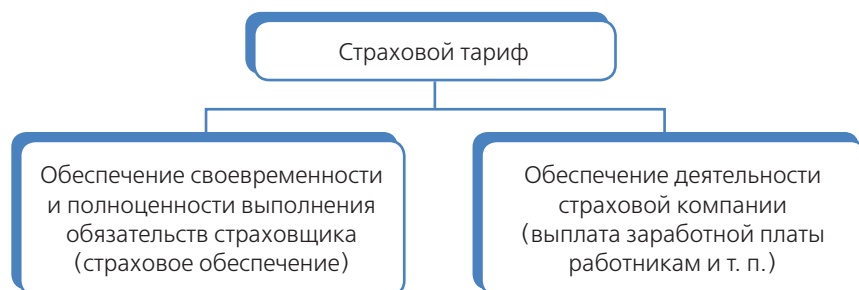 Страховой тариф
Обеспечение своевременности
и полноценности выполнения
обязательств страховщика
(страховое обеспечение)
Обеспечение деятельности
страховой компании
(выплата заработной платы
работникам и т. п.)